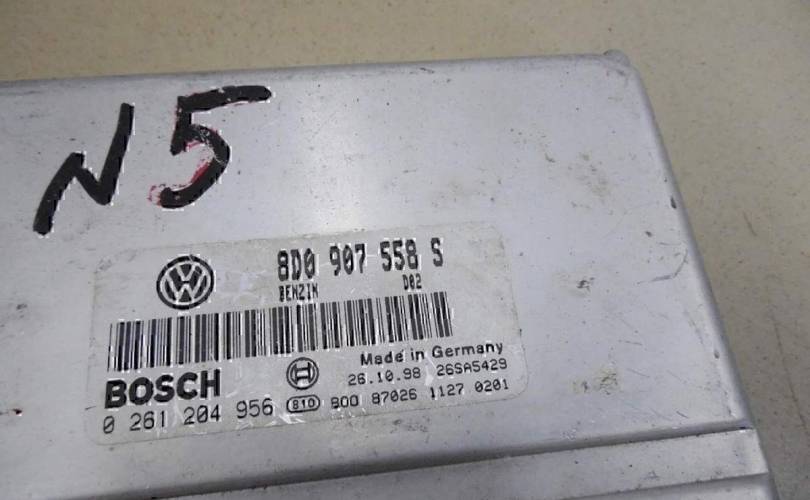 N5
VW
8D0 907 558 S
BENZIN D02
Made in Germany
BOSCH
26.10.98 26SA5429
0 261 204 956 810 800 87026 1127 0201